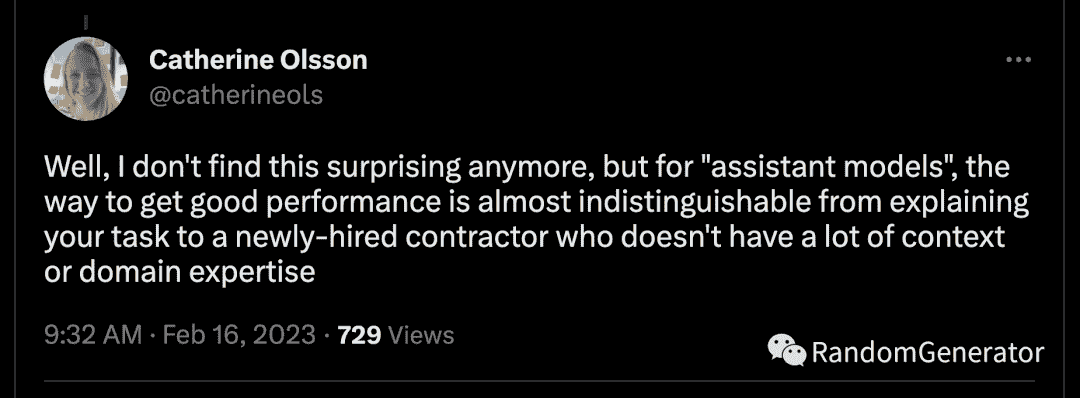 Catherine Olsson
@catherineols
Well, I don't find this surprising anymore, but for "assistant models", the
way to get good performance is almost indistinguishable from explaining
your task to a newly-hired contractor who doesn't have a lot of context
or domain expertise
9:32 AM · Feb 16, 2023 · 729 Views
RandomGenerator